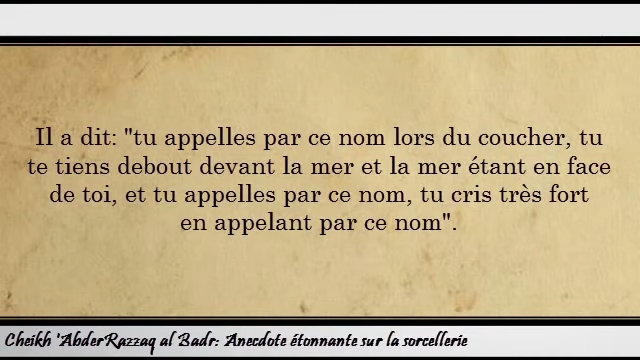 Il a dit: "tu appelles par ce nom lors du coucher, tu
te tiens debout devant la mer et la mer étant en face
de toi, et tu appelles par ce nom, tu cris très fort
en appelant par ce nom".
Cheikh 'AbderRazzaq al Badr: Anecdote étonnante sur la sorcellerie